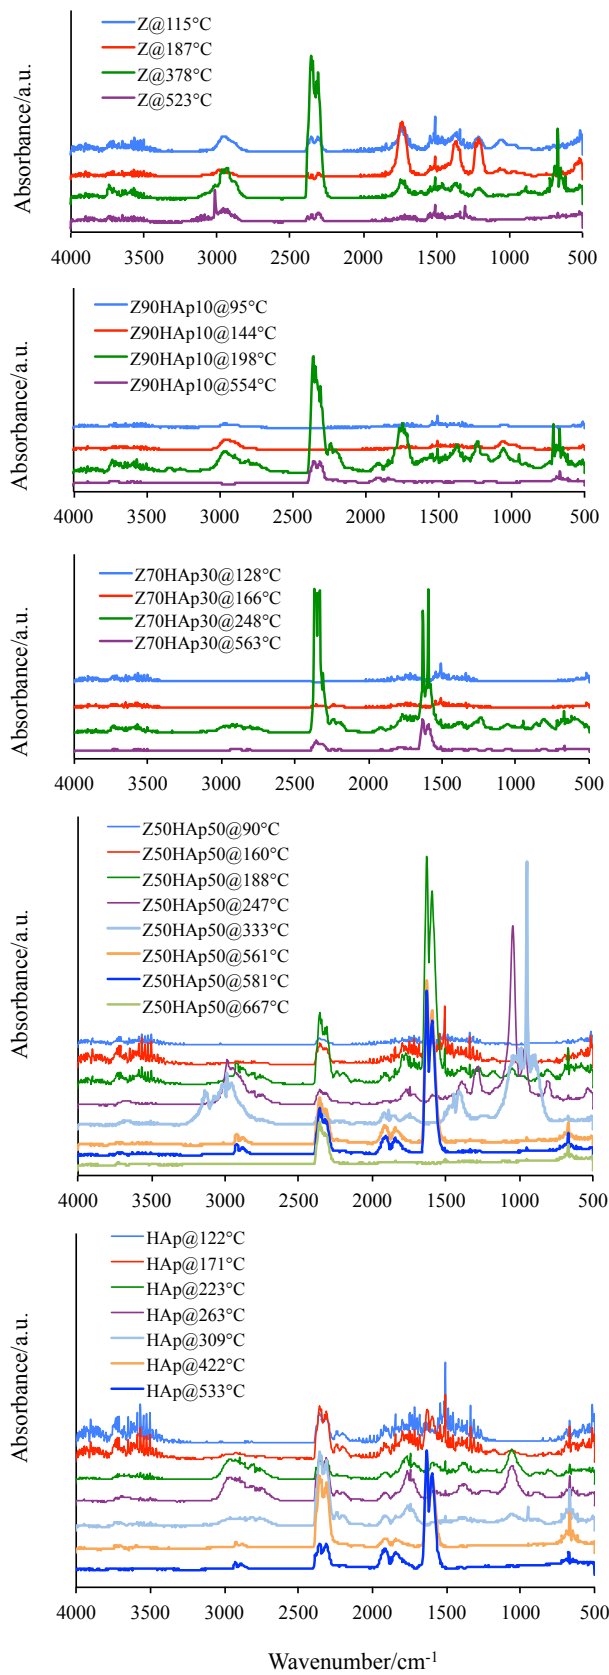 Absorbance/a.u.
Z@115°C
Z@187°C
Z@378°C
Z@523°C
4000 3500 3000 2500 2000 1500 1000 500
Absorbance/a.u.
Z90HAp10@95°C
Z90HAp10@144°C
Z90HAp10@198°C
Z90HAp10@554°C
4000 3500 3000 2500 2000 1500 1000 500
Absorbance/a.u.
Z70HAp30@128°C
Z70HAp30@166°C
Z70HAp30@248°C
Z70HAp30@563°C
4000 3500 3000 2500 2000 1500 1000 500
Absorbance/a.u.
Z50HAp50@90°C
Z50HAp50@160°C
Z50HAp50@188°C
Z50HAp50@247°C
Z50HAp50@333°C
Z50HAp50@561°C
Z50HAp50@581°C
Z50HAp50@667°C
4000 3500 3000 2500 2000 1500 1000 500
Absorbance/a.u.
HAp@122°C
HAp@171°C
HAp@223°C
HAp@263°C
HAp@309°C
HAp@422°C
HAp@533°C
4000 3500 3000 2500 2000 1500 1000 500
Wavenumber/cm-1